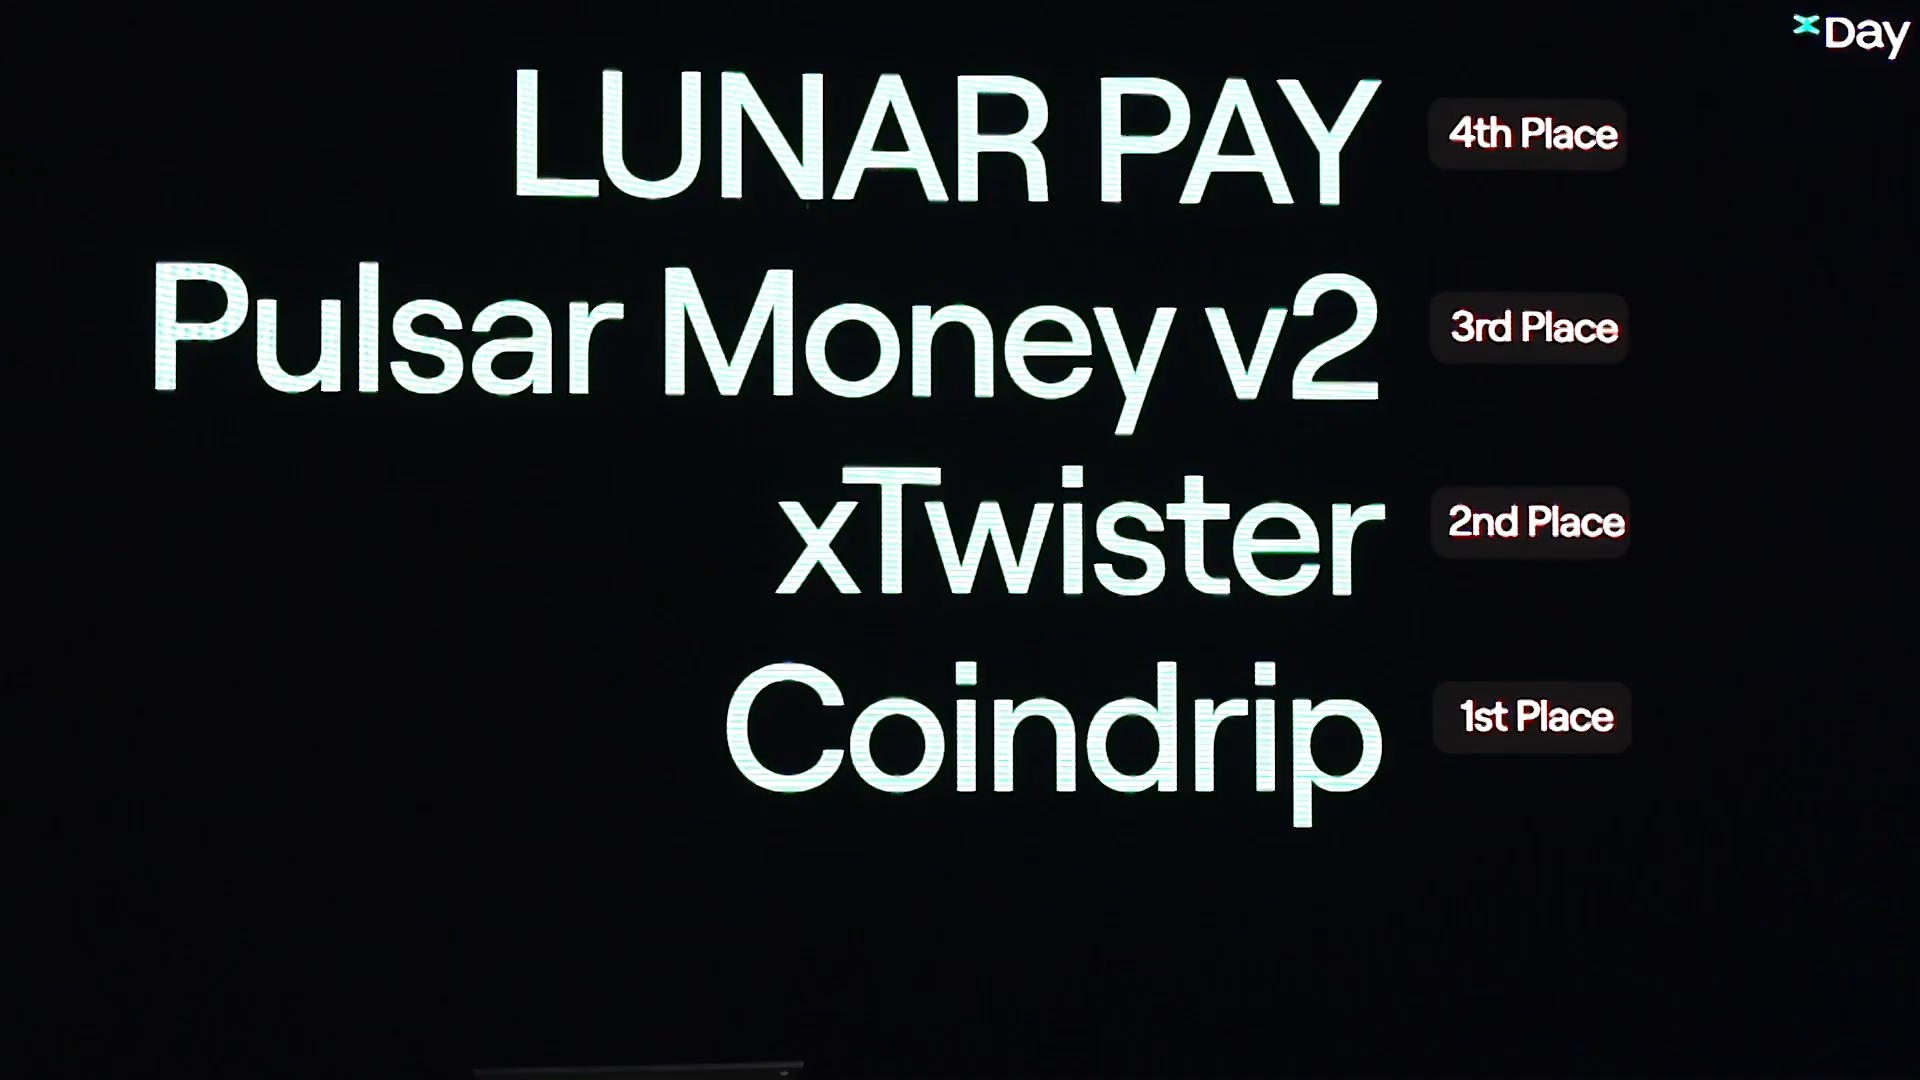 xDay
LUNAR PAY 4th Place
Pulsar Money v2 3rd Place
xTwister 2nd Place
Coindrip 1st Place